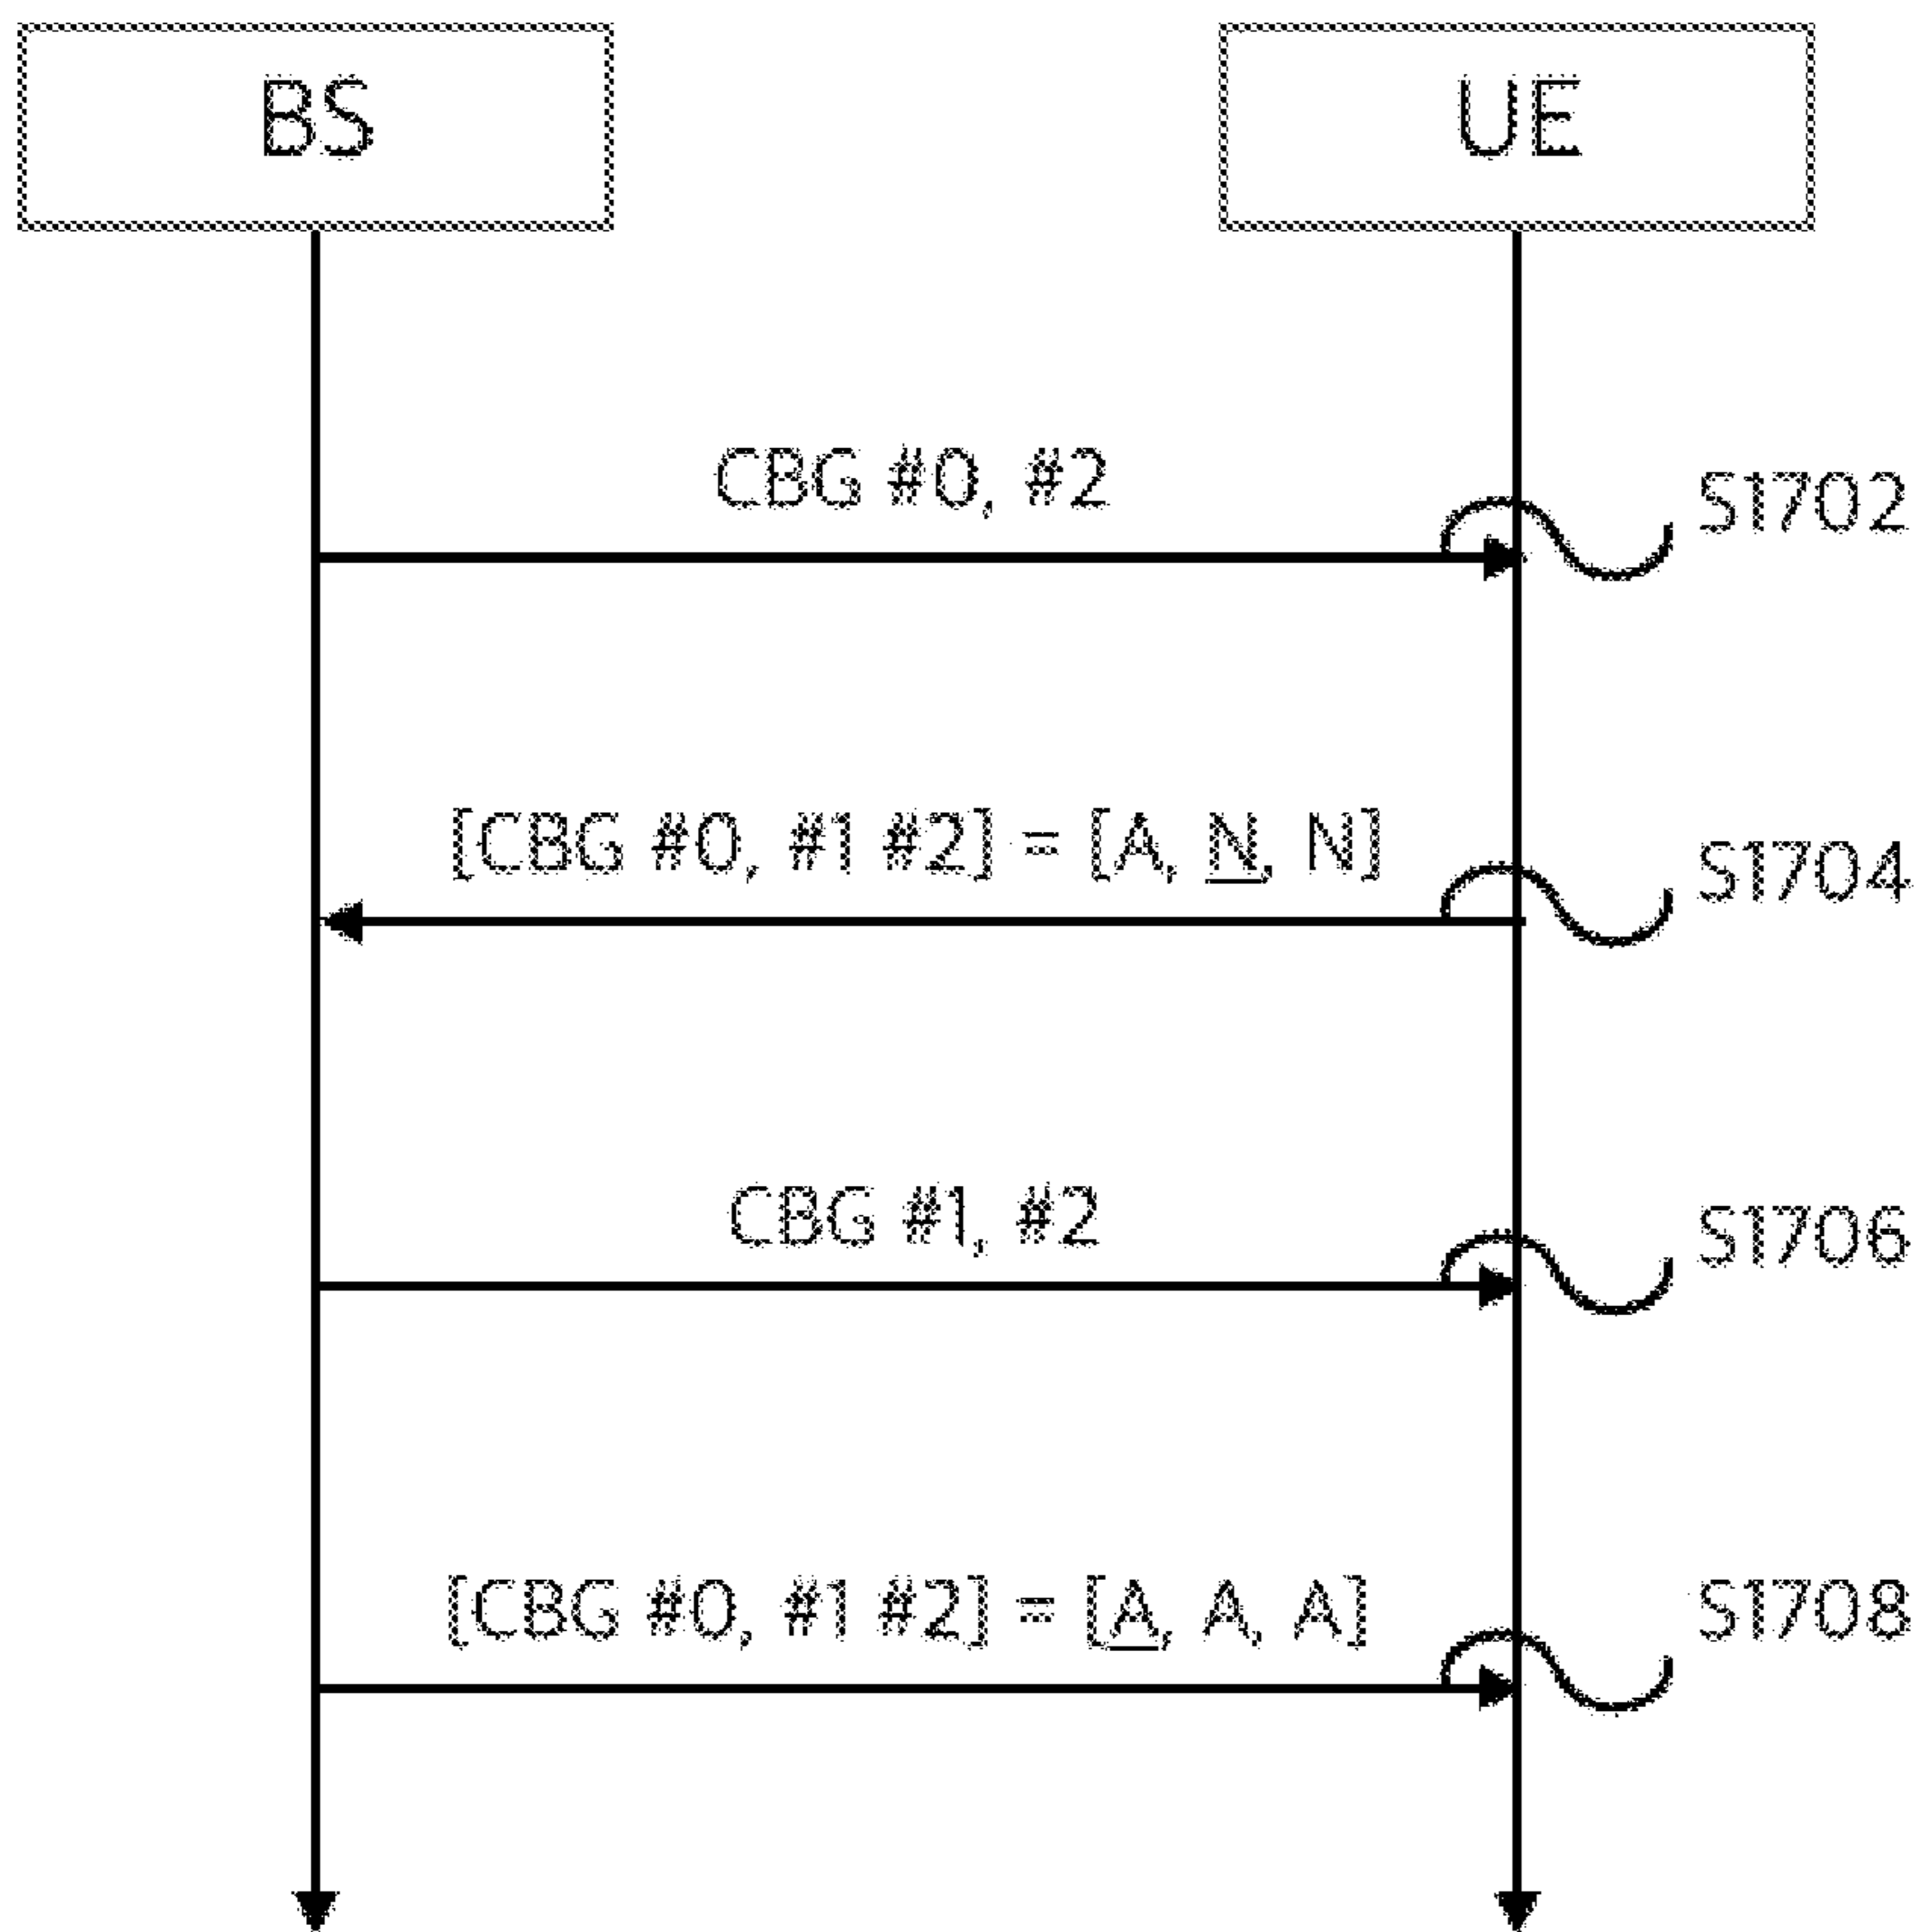 BS
UE
CBG #0, #2
S1702
[CBG #0, #1 #2] = [A, N, N]
S1704
CBG #1, #2
S1706
[CBG #0, #1 #2] = [A, A, A]
S1708